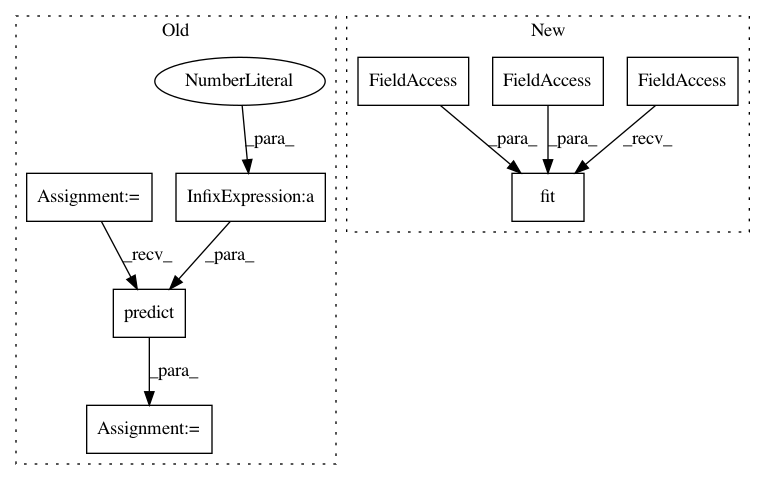 Old
New
NumberLiteral
FieldAccess
FieldAccess
FieldAccess
_para_
_para_
_para_
_recv_
Assignment:=
InfixExpression:a
fit
_recv_
_para_
predict
_para_
Assignment:=